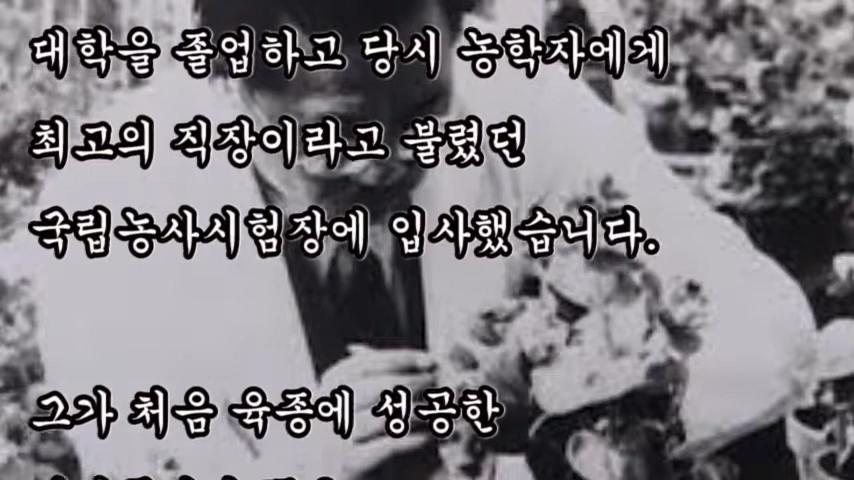 대학을 졸업하고 당시 농학자에게
최고의 직장이라고 불렸던
국립농사시험장에 입사했습니다.
그가 처음 육종에 성공한